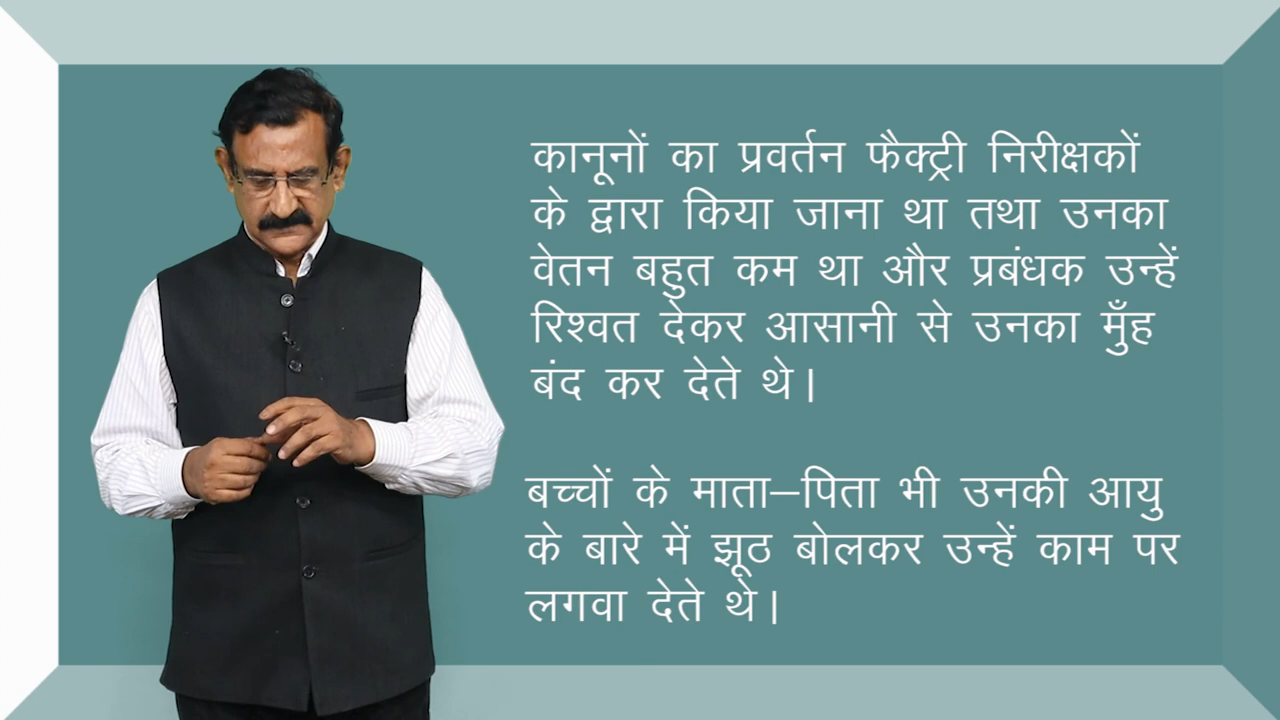 कानूनों का प्रवर्तन फैक्ट्री निरीक्षकों
के द्वारा किया जाना था तथा उनका
वेतन बहुत कम था और प्रबंधक उन्हें
रिश्वत देकर आसानी से उनका मुँह
बंद कर देते थे।
बच्चों के माता–पिता भी उनकी आयु
के बारे में झूठ बोलकर उन्हें काम पर
लगवा देते थे।